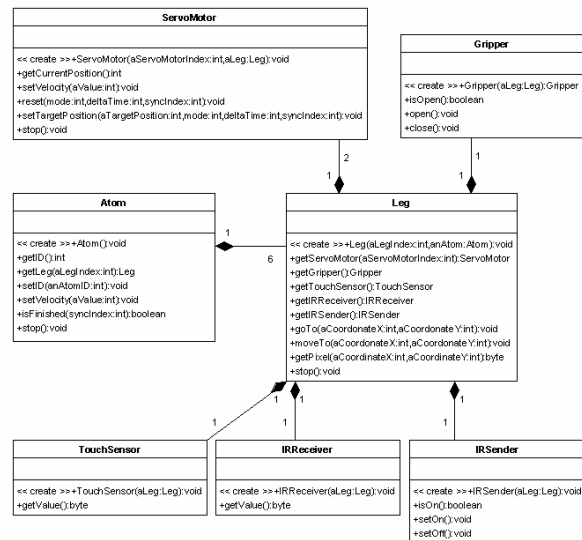 ServoMotor
<< create >>+ServoMotor(aServoMotorIndex:int,aLeg:Leg):void
+getCurrentPosition():int
+setVelocity(aValue:int):void
+reset(mode:int,deltaTime:int,syncIndex:int):void
+setTargetPosition(aTargetPosition:int,mode:int,deltaTime:int,syncIndex:int):void
+stop():void
Gripper
<< create >>+Gripper(aLeg:Leg):Gripper
+isOpen():boolean
+open():void
+close():void
2
1
1
1
Atom
<< create >>+Atom():void
+getID():int
+getLeg(aLegIndex:int):Leg
+setID(anAtomID:int):void
+setVelocity(aValue:int):void
+isFinished(syncIndex:int):boolean
+stop():void
1
6
Leg
<< create >>+Leg(aLegIndex:int,anAtom:Atom):void
+getServoMotor(aServoMotorIndex:int):ServoMotor
+getGripper():Gripper
+getTouchSensor():TouchSensor
+getIRReceiver():IRReceiver
+getIRSender():IRSender
+goTo(aCoordonateX:int,aCoordonateY:int):void
+moveTo(aCoordonateX:int,aCoordonateY:int):void
+getPixel(aCoordinateX:int,aCoordinateY:int):byte
+stop():void
1
1
1
1
1
1
TouchSensor
<< create >>+TouchSensor(aLeg:Leg):void
+getValue():byte
IRReceiver
<< create >>+IRReceiver(aLeg:Leg):void
+getValue():byte
IRSender
<< create >>+IRSender(aLeg:Leg):void
+isOn():boolean
+setOn():void
+setOff():void